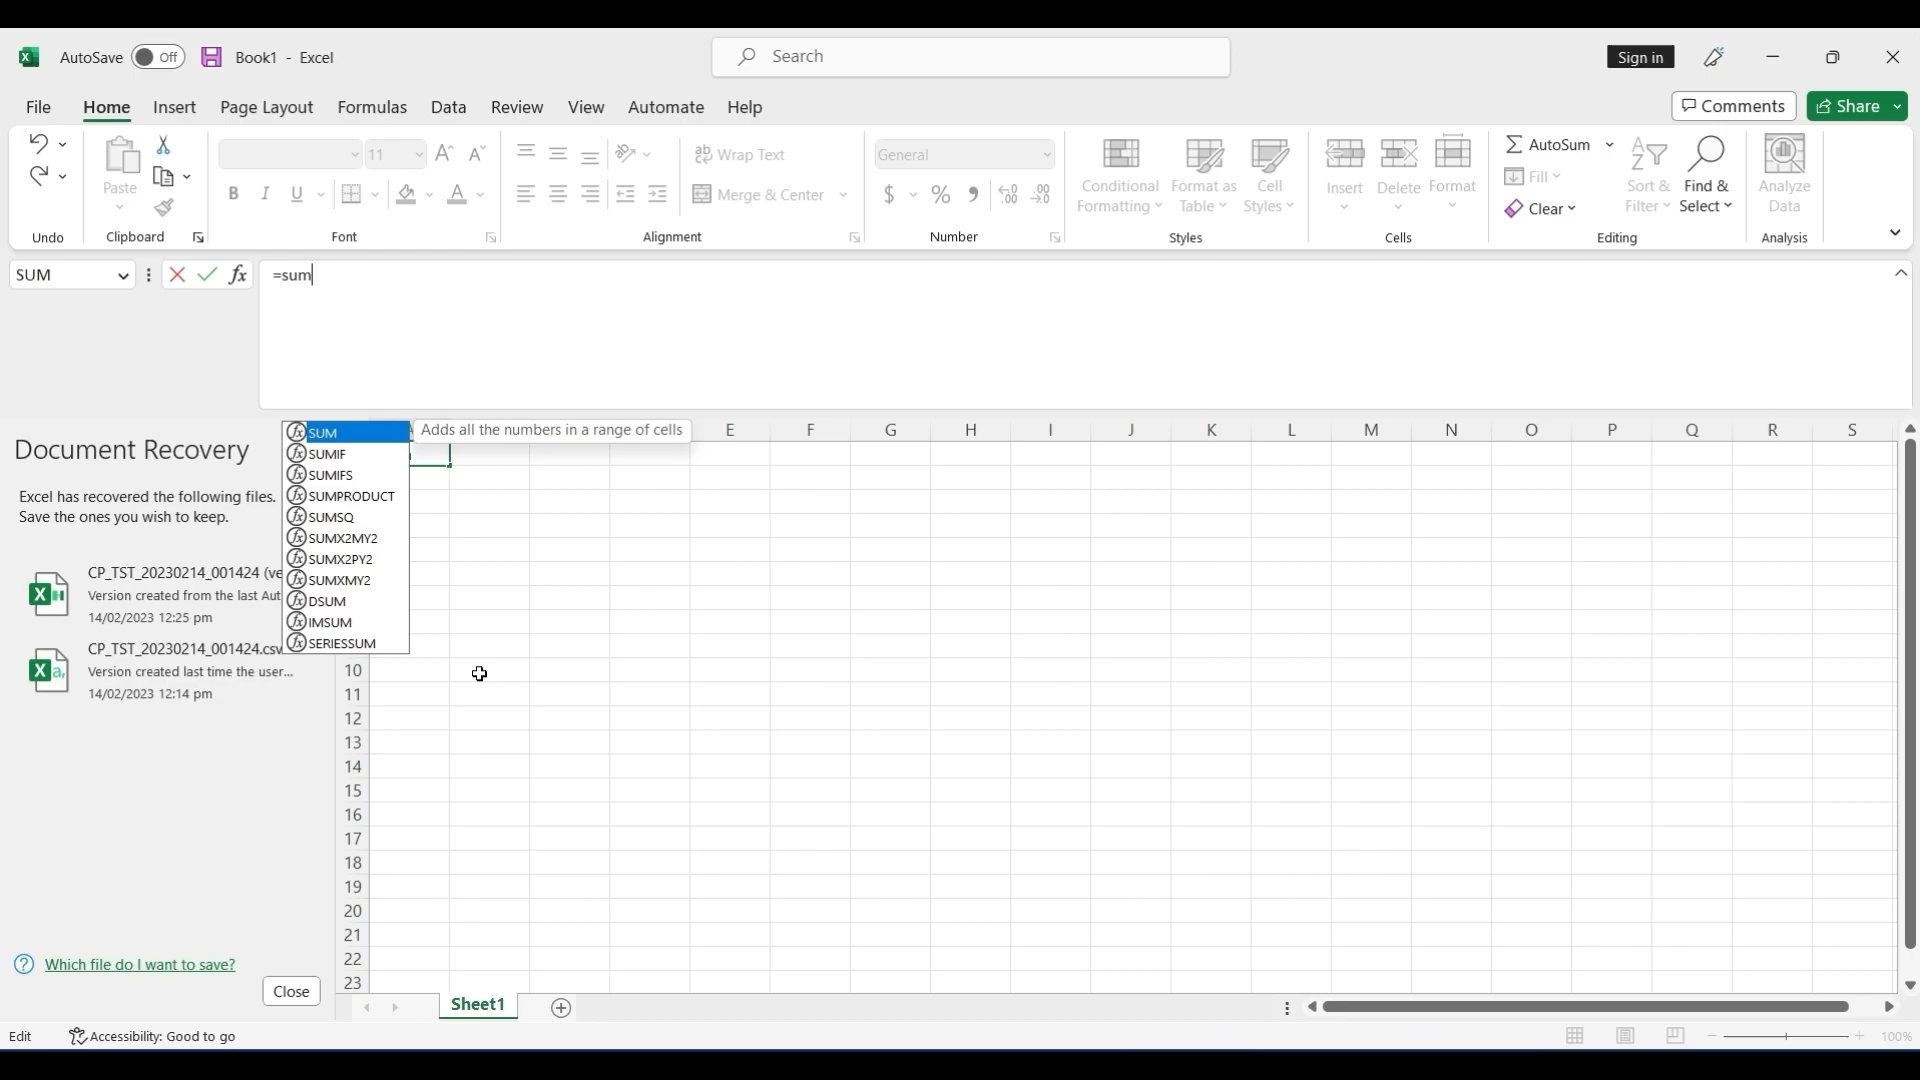 AutoSave Off Book1 - Excel Search Sign in
File Home Insert Page Layout Formulas Data Review View Automate Help Comments Share
Paste
11
Wrap Text
Merge & Center
General
$ % 9
Conditional Formatting
Format as Table
Cell Styles
Insert Delete Format
AutoSum
Fill
Clear
Sort & Filter
Find & Select
Analyze Data
Undo Clipboard Font Alignment Number Styles Cells Editing Analysis
SUM fx =sum
Document Recovery
Excel has recovered the following files.
Save the ones you wish to keep.
CP_TST_20230214_001424 (ve
Version created from the last Aut
14/02/2023 12:25 pm
CP_TST_20230214_001424.csv
Version created last time the user...
14/02/2023 12:14 pm
Which file do I want to save?
Close
SUM
SUMIF
SUMIFS
SUMPRODUCT
SUMSQ
SUMX2MY2
SUMX2PY2
SUMXMY2
DSUM
IMSUM
SERIESSUM
Adds all the numbers in a range of cells
E F G H I J K L M N O P Q R S
10
11
12
13
14
15
16
17
18
19
20
21
22
23
Sheet1
Edit Accessibility: Good to go 100%